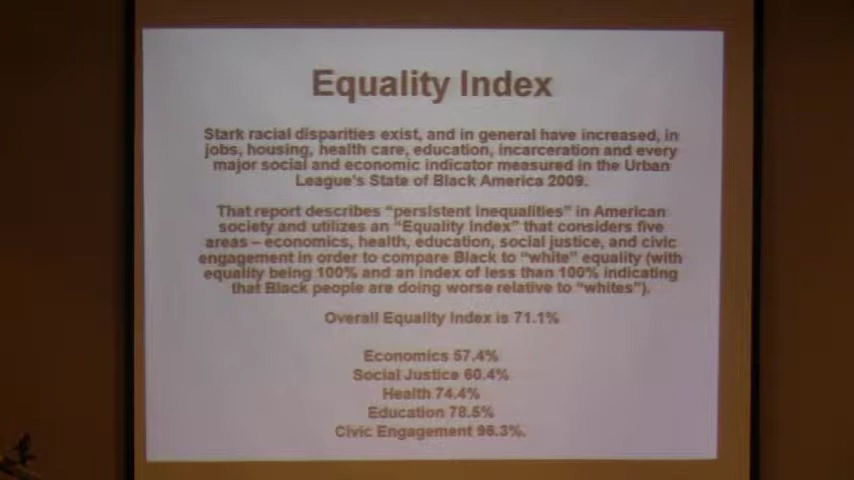 Equality Index
Stark racial disparities exist, and in general have increased, in
jobs, housing, health care, education, incarceration and every
major social and economic indicator measured in the Urban
League's State of Black America 2009.
That report describes "persistent inequalities" in American
society and utilizes an "Equality Index" that considers five
areas – economics, health, education, social justice, and civic
engagement in order to compare Black to "white" equality (with
equality being 100% and an index of less than 100% indicating
that Black people are doing worse relative to "whites").
Overall Equality Index is 71.1%
Economics 57.4%
Social Justice 60.4%
Health 74.4%
Education 78.5%
Civic Engagement 96.3%.